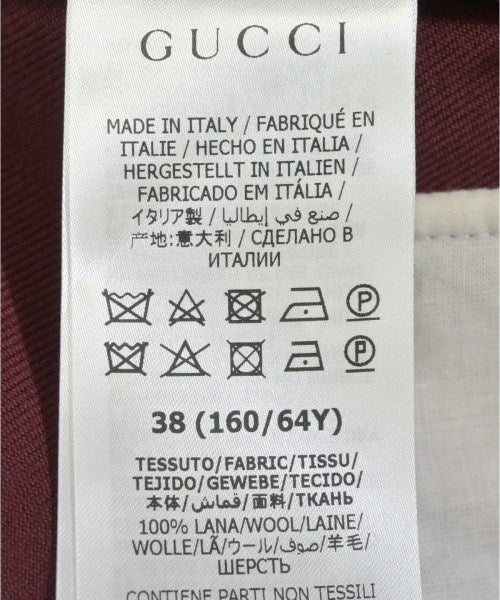 GUCCI
MADE IN ITALY / FABRIQUÉ EN
ITALIE / HECHO EN ITALIA /
HERGESTELLT IN ITALIEN /
FABRICADO EM ITÁLIA /
イタリア製 / صنع في إيطاليا /
产地:意大利 / СДЕЛАНО В
ИТАЛИИ
P
P
38 (160/64Y)
TESSUTO/FABRIC/TISSU/
TEJIDO/GEWEBE/TECIDO/
本体/قماش/面料/ТКАНЬ
100% LANA/WOOL/LAINE/
WOLLE/LÃ/ウール/صوف/羊毛/
ШЕРСТЬ
CONTIENE PARTI NON TESSILI